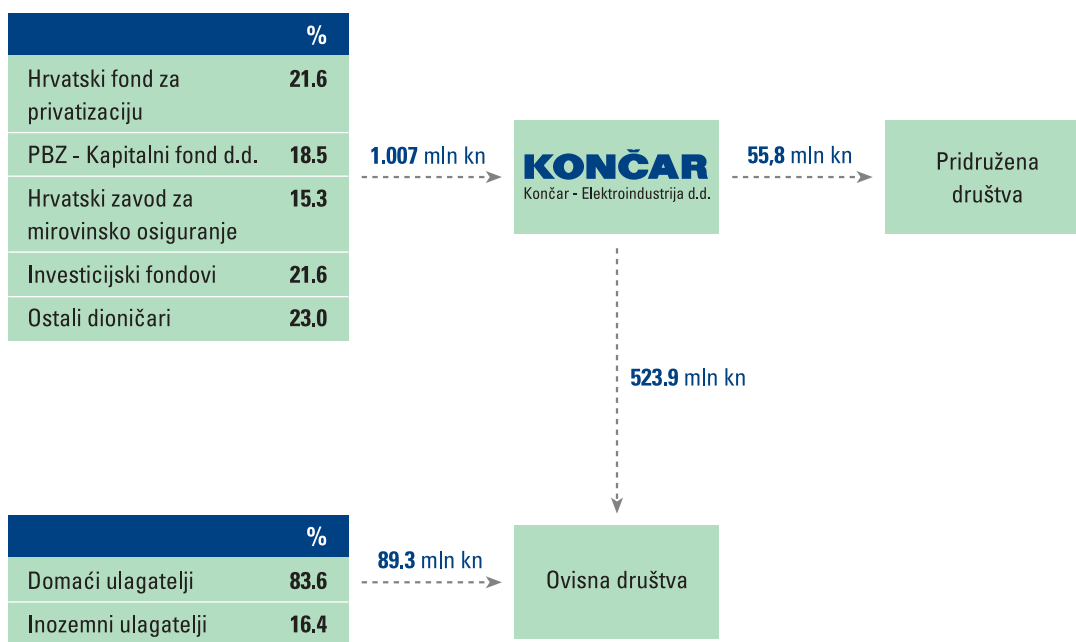 %
Hrvatski fond za 21.6
privatizaciju
PBZ - Kapitalni fond d.d. 18.5
Hrvatski zavod za 15.3
mirovinsko osiguranje
Investicijski fondovi 21.6
Ostali dioničari 23.0
1.007 mln kn
KONČAR
Končar - Elektroindustrija d.d.
55,8 mln kn
Pridružena
društva
523.9 mln kn
%
Domaći ulagatelji 83.6
Inozemni ulagatelji 16.4
89.3 mln kn
Ovisna društva